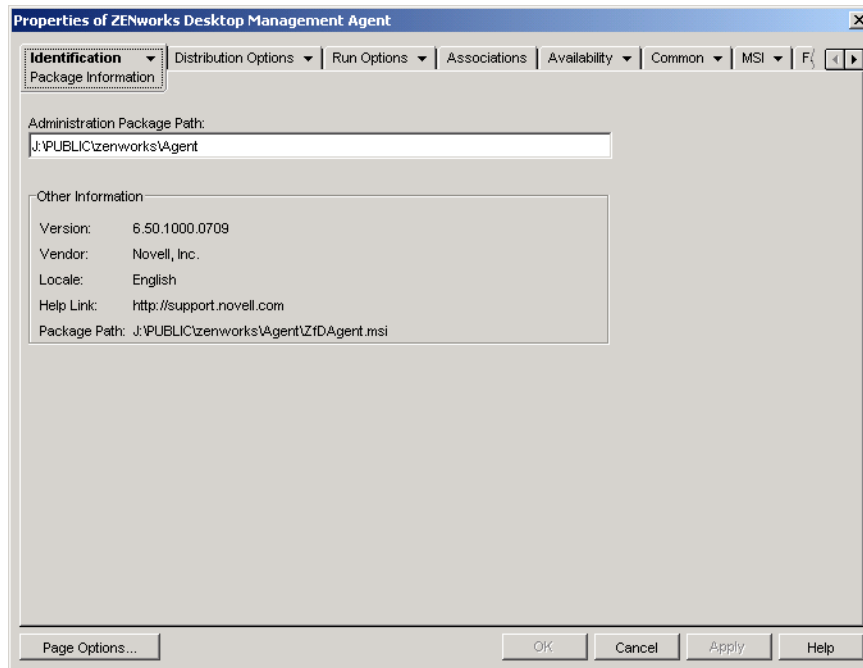 Properties of ZENworks Desktop Management Agent
Identification Distribution Options Run Options Associations Availability Common MSI
Package Information
Administration Package Path:
J:\PUBLIC\zenworks\Agent
Other Information
Version: 6.50.1000.0709
Vendor: Novell, Inc.
Locale: English
Help Link: http://support.novell.com
Package Path: J:\PUBLIC\zenworks\Agent\ZfDAgent.msi
Page Options... OK Cancel Apply Help